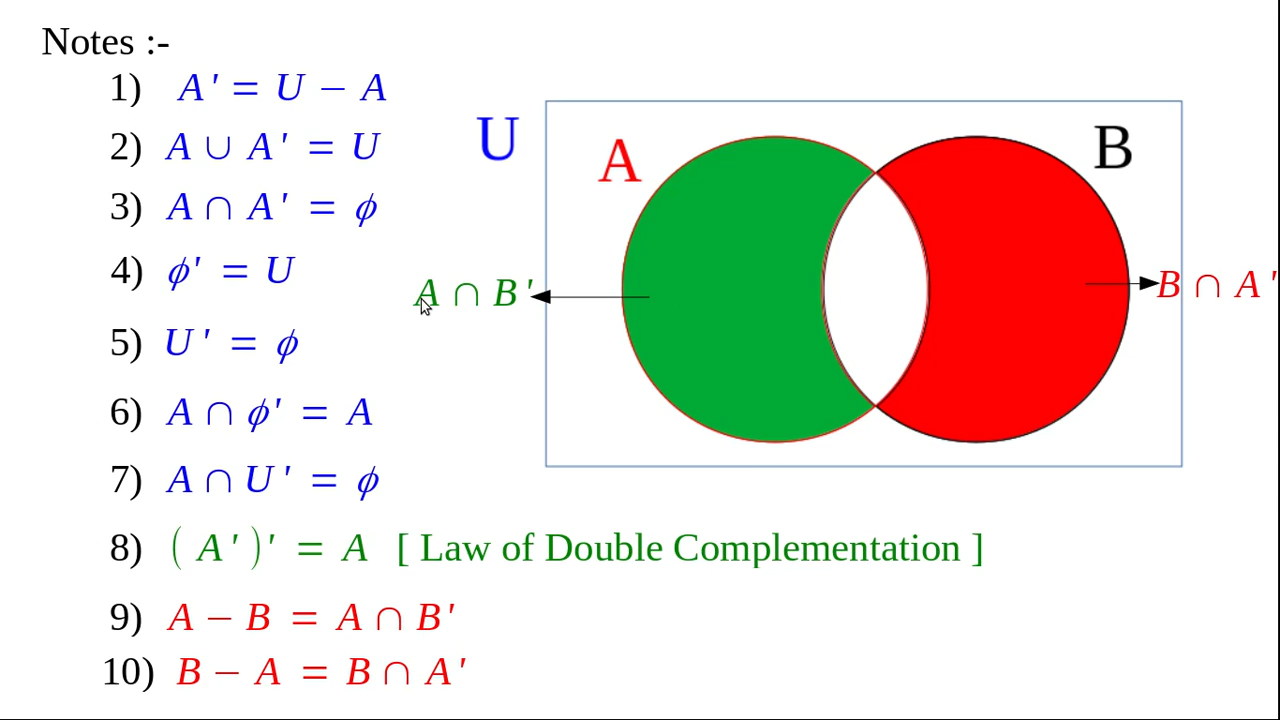 Notes :-
1) A' = U − A
2) A ∪ A' = U
3) A ∩ A' = ϕ
4) ϕ' = U
5) U' = ϕ
6) A ∩ ϕ' = A
7) A ∩ U' = ϕ
8) (A')' = A [ Law of Double Complementation ]
9) A − B = A ∩ B'
10) B − A = B ∩ A'
U
A
B
A ∩ B'
B ∩ A'